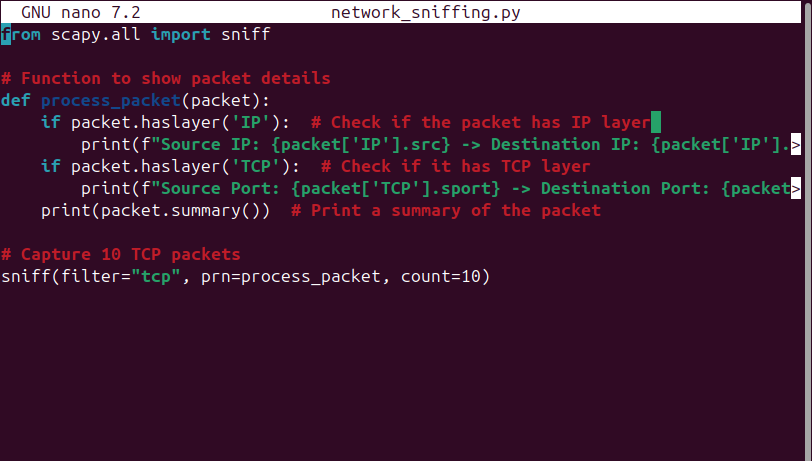 GNU nano 7.2 network_sniffing.py
from scapy.all import sniff
# Function to show packet details
def process_packet(packet):
    if packet.haslayer('IP'):  # Check if the packet has IP layer
        print(f"Source IP: {packet['IP'].src} -> Destination IP: {packet['IP'].>
    if packet.haslayer('TCP'):  # Check if it has TCP layer
        print(f"Source Port: {packet['TCP'].sport} -> Destination Port: {packet>
    print(packet.summary())  # Print a summary of the packet
# Capture 10 TCP packets
sniff(filter="tcp", prn=process_packet, count=10)